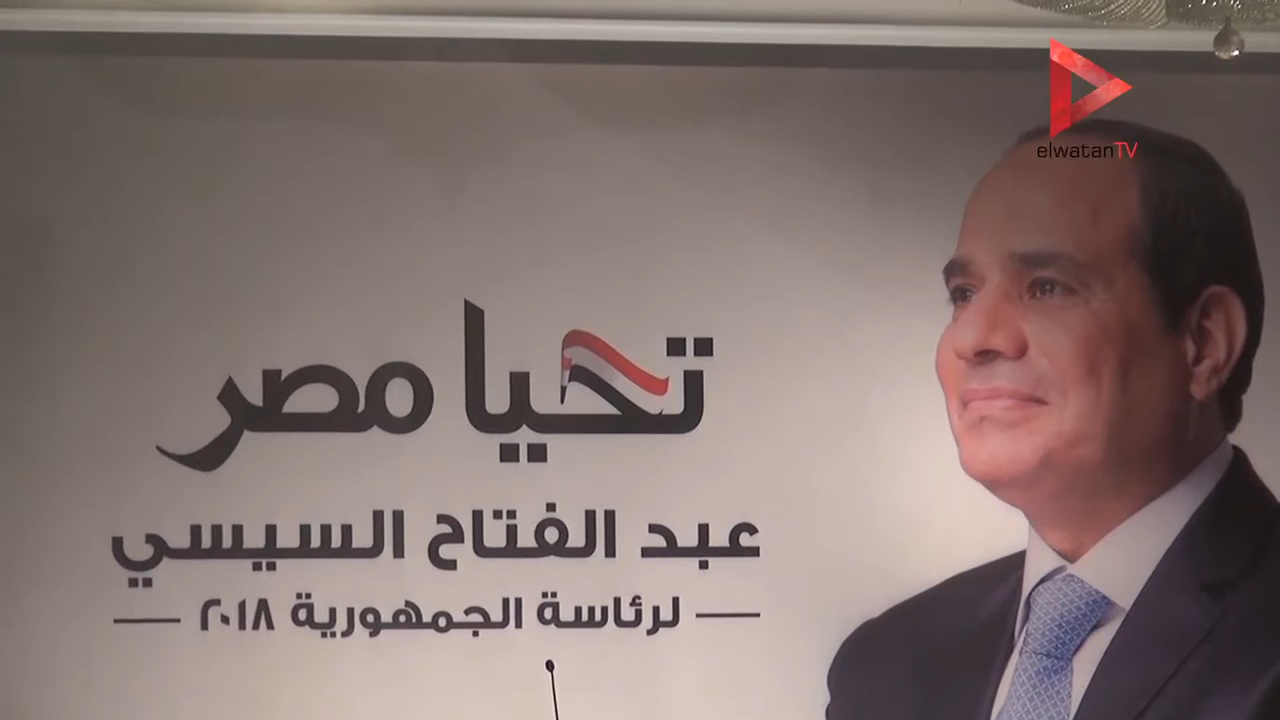 elwatanTV
تحيا مصر
عبد الفتاح السيسي
لرئاسة الجمهورية ٢٠١٨